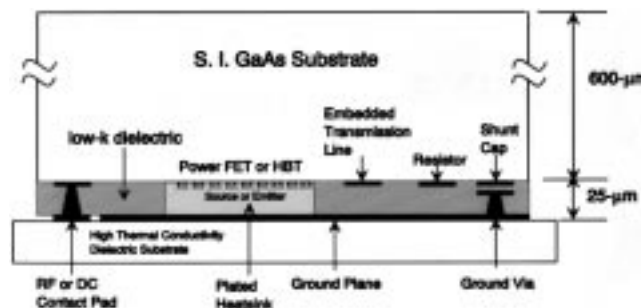 S. I. GaAs Substrate
600-μm
low-k dielectric
Power FET or HBT
Embedded
Transmission
Line
Resistor
Shunt
Cap
Source or Emitter
25-μm
High Thermal Conductivity
Dielectric Substrate
RF or DC
Contact Pad
Plated
Heatsink
Ground Plane
Ground Via